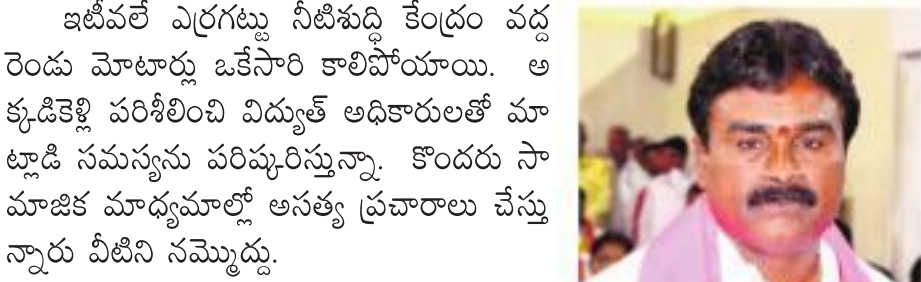 ఇటీవలే ఎర్రగట్టు నీటిశుద్ధి కేంద్రం వద్ద
రెండు మోటార్లు ఒకేసారి కాలిపోయాయి. అ
క్కడికెళ్లి పరిశీలించి విద్యుత్ అధికారులతో మా
ట్లాడి సమస్యను పరిష్కరిస్తున్నా. కొందరు సా
మాజిక మాధ్యమాల్లో అసత్య ప్రచారాలు చేస్తు
న్నారు వీటిని నమ్మొద్దు.